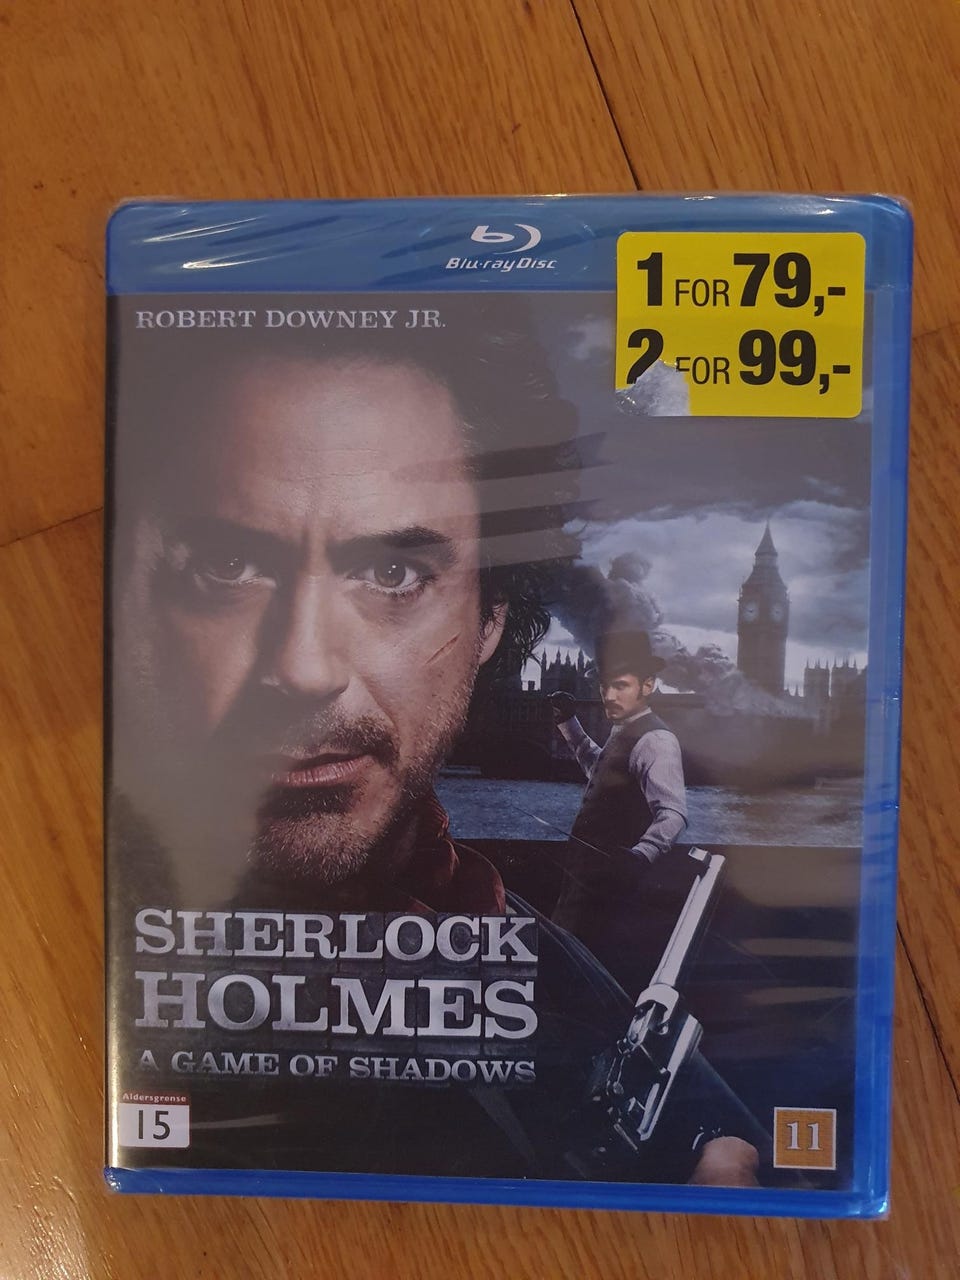 Blu-ray Disc
1 FOR 79,-
2 FOR 99,-
ROBERT DOWNEY JR.
SHERLOCK
HOLMES
A GAME OF SHADOWS
Aldersgrense
15
11